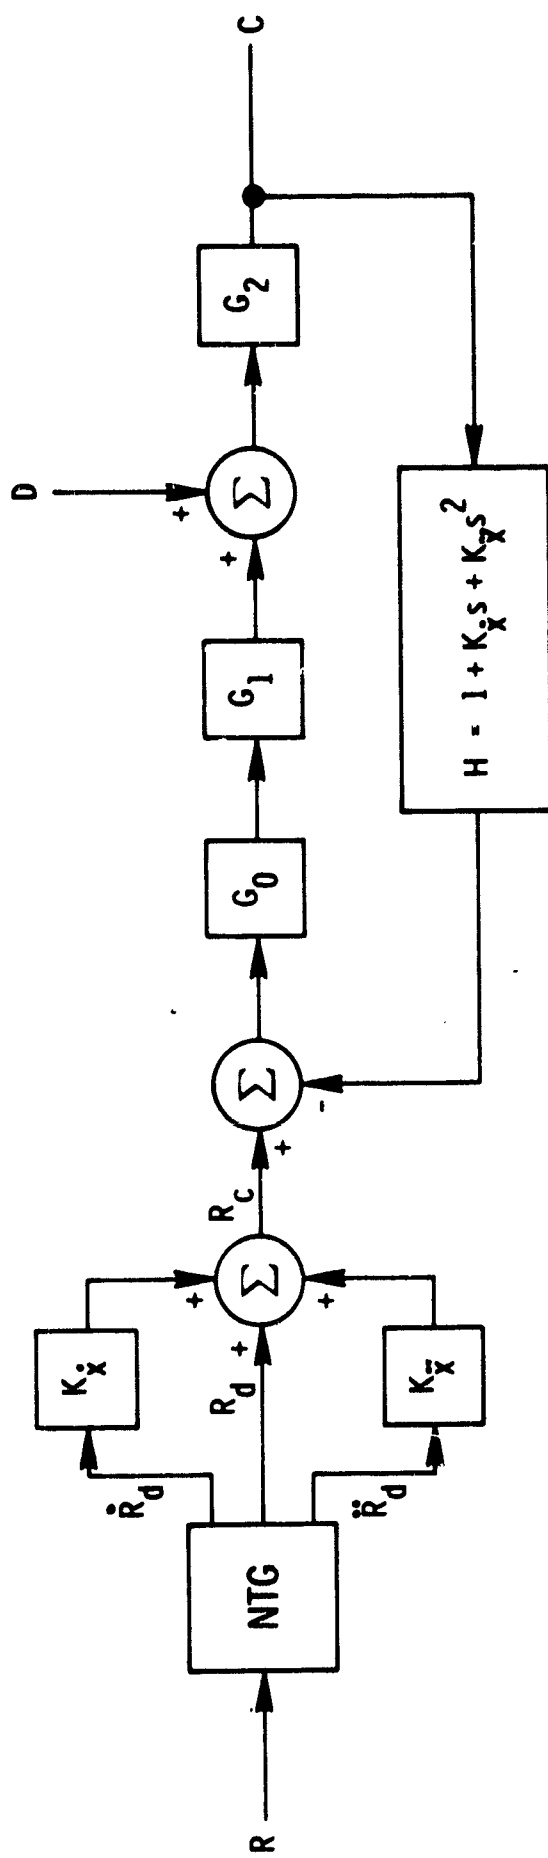 R
NTG
Ṙd
Rd
R̈d
Kẋ
Kẍ
+
+
+
Σ
Rc
+
-
Σ
G0
G1
D
+
+
Σ
G2
C
H = 1 + Kẋs + Kẍs²